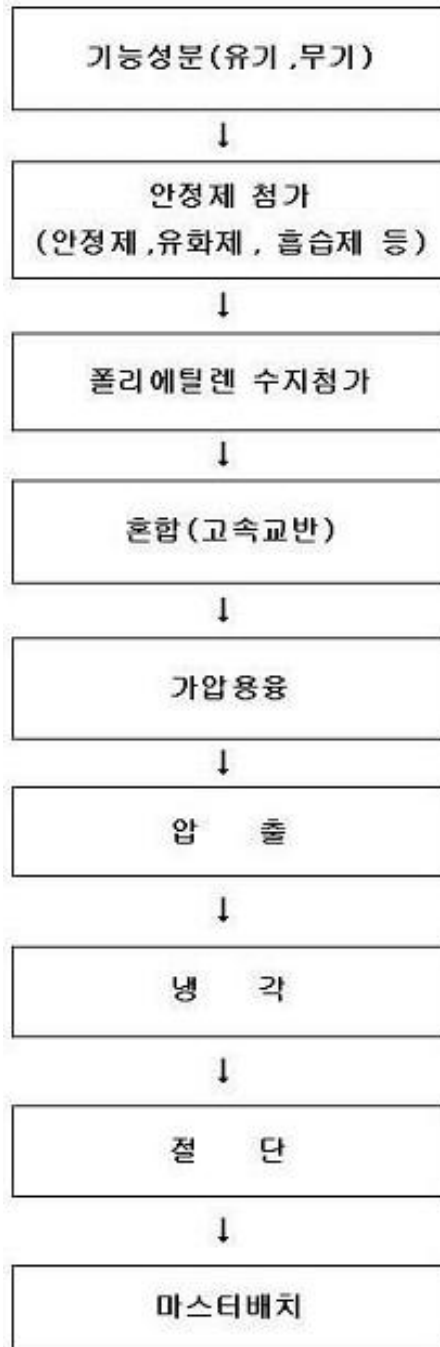 기능성분(유기 ,무기)
↓
안정제 첨가
(안정제 ,유화제 , 흡습제 등)
↓
폴리에틸렌 수지첨가
↓
혼합(고속교반)
↓
가압용융
↓
압 출
↓
냉 각
↓
절 단
↓
마스터배치